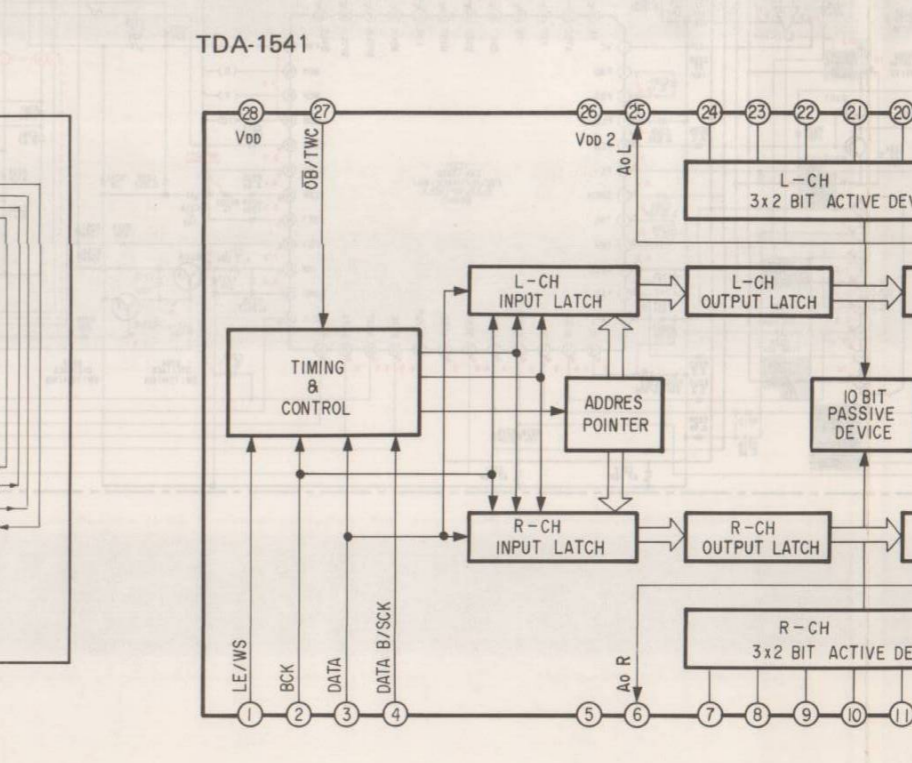 TDA-1541
28 27 26 25 24 23 22 21 20
VDD
OB/TWC
VDD 2
AoL
L-CH
3x2 BIT ACTIVE DEV
L-CH
INPUT LATCH
L-CH
OUTPUT LATCH
TIMING
&
CONTROL
ADDRES
POINTER
10 BIT
PASSIVE
DEVICE
R-CH
INPUT LATCH
R-CH
OUTPUT LATCH
LE/WS
BCK
DATA
DATA B/SCK
AoR
R-CH
3x2 BIT ACTIVE DE
1 2 3 4 5 6 7 8 9 10 11